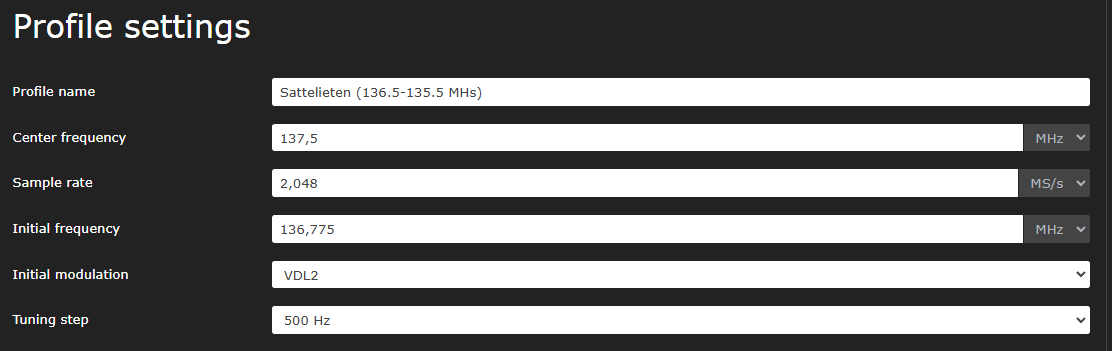 Profile settings
Profile name Sattelieten (136.5-135.5 MHs)
Center frequency 137,5 MHz
Sample rate 2,048 MS/s
Initial frequency 136,775 MHz
Initial modulation VDL2
Tuning step 500 Hz